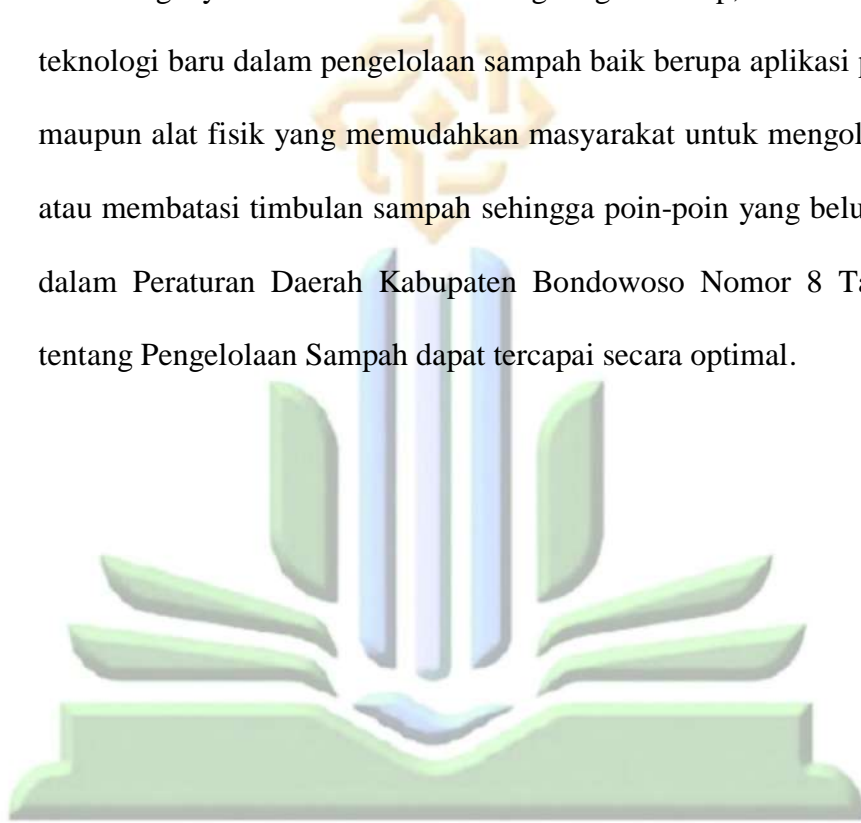 teknologi baru dalam pengelolaan sampah baik berupa aplikasi
maupun alat fisik yang memudahkan masyarakat untuk
atau membatasi timbulan sampah sehingga poin-poin yang
dalam Peraturan Daerah Kabupaten Bondowoso Nomor 8
tentang Pengelolaan Sampah dapat tercapai secara optimal.